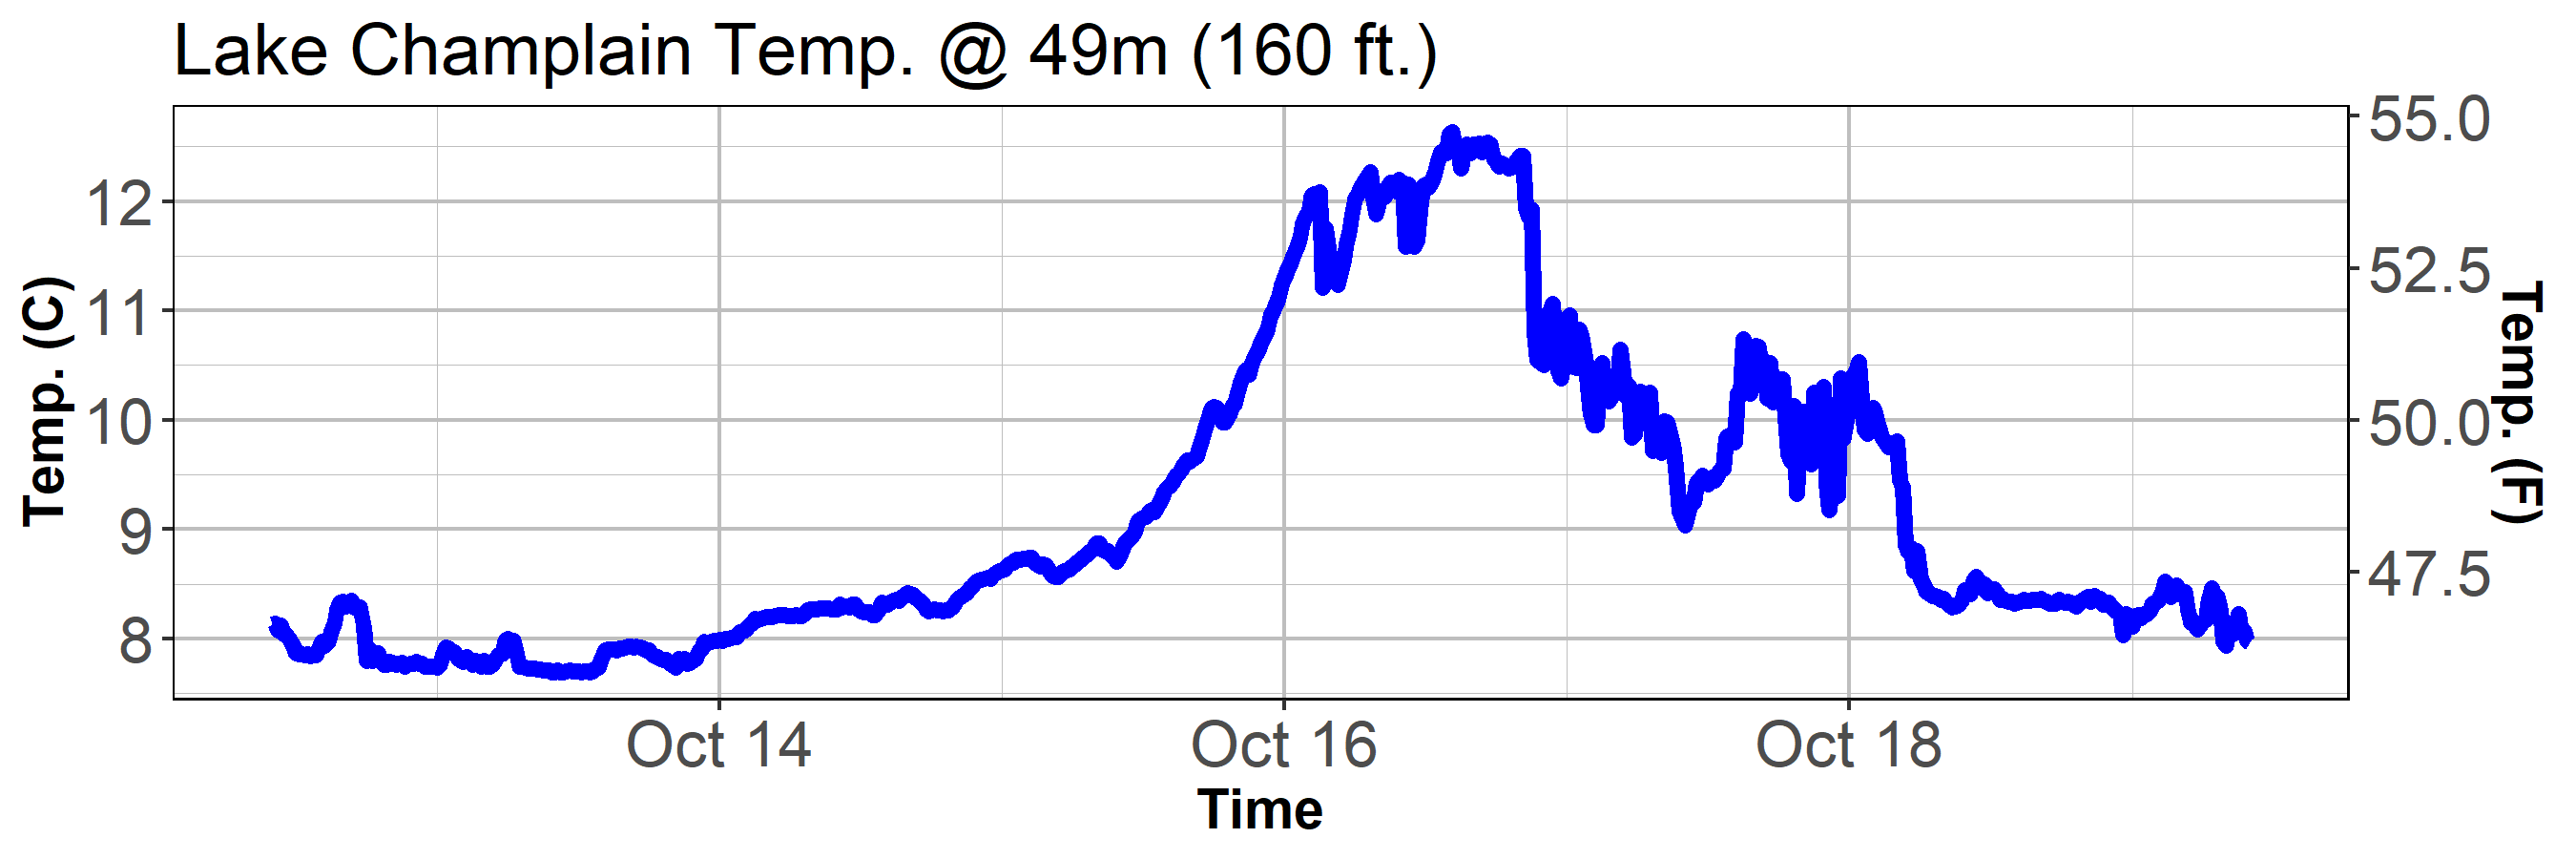 Lake Champlain Temp. @ 49m (160 ft.)
Temp. (C)
12
11
10
9
8
55.0
52.5
50.0
47.5
Temp. (F)
Oct 14
Oct 16
Oct 18
Time